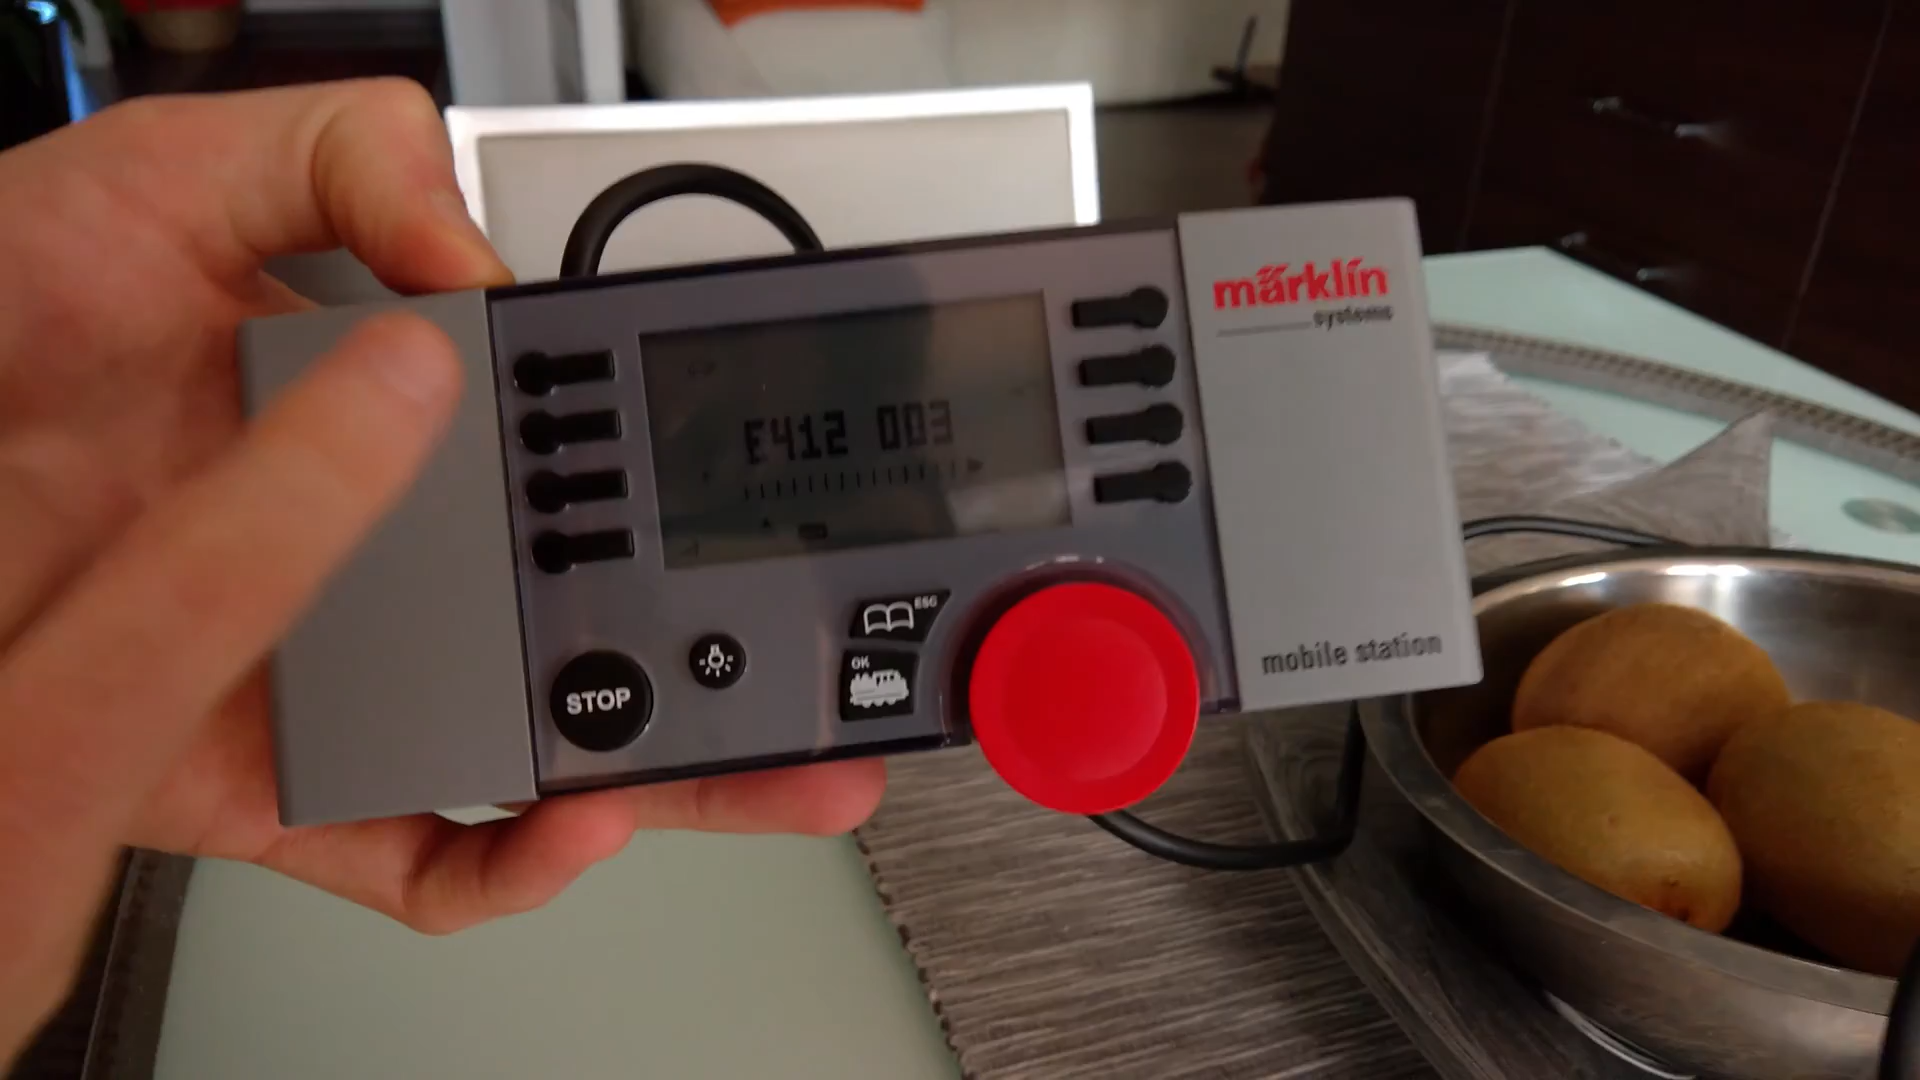 märklin
systems
E412 003
ESC
OK
STOP
mobile station